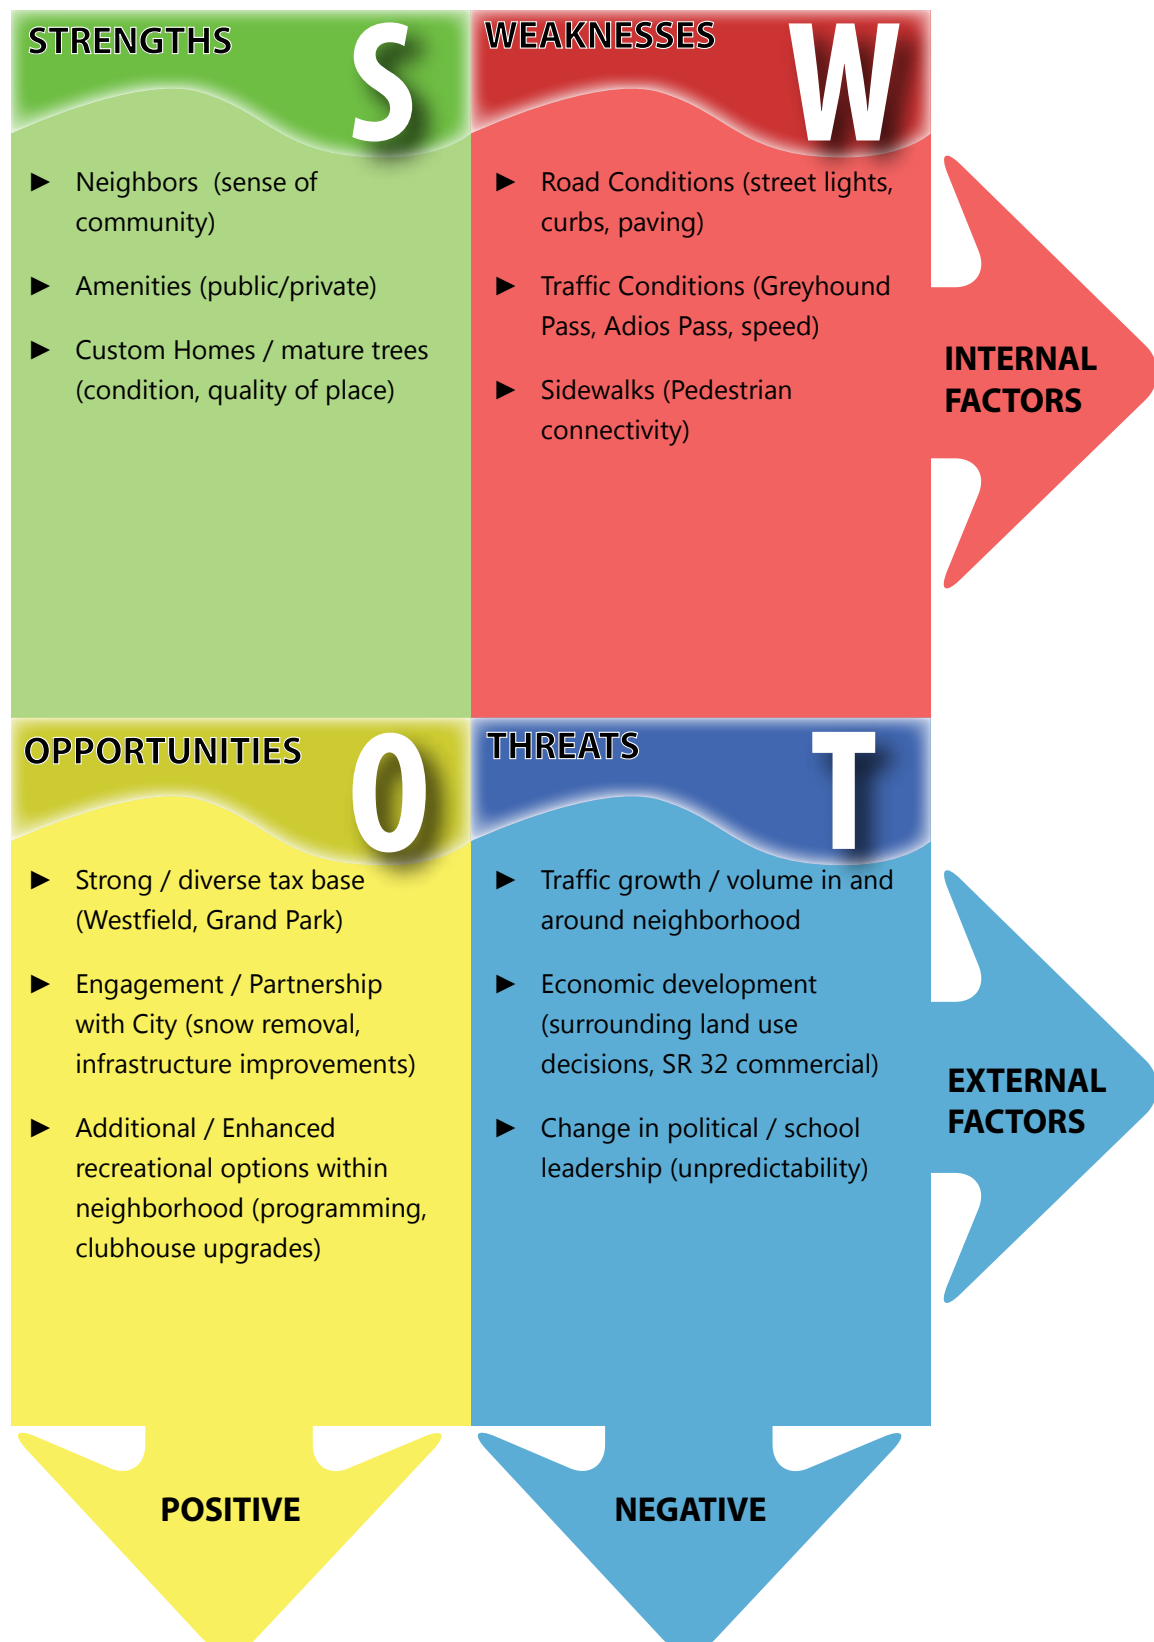 STRENGTHS
S
► Neighbors (sense of
community)
► Amenities (public/private)
► Custom Homes / mature trees
(condition, quality of place)
WEAKNESSES
W
► Road Conditions (street lights,
curbs, paving)
► Traffic Conditions (Greyhound
Pass, Adios Pass, speed)
► Sidewalks (Pedestrian
connectivity)
INTERNAL
FACTORS
OPPORTUNITIES
O
► Strong / diverse tax base
(Westfield, Grand Park)
► Engagement / Partnership
with City (snow removal,
infrastructure improvements)
► Additional / Enhanced
recreational options within
neighborhood (programming,
clubhouse upgrades)
THREATS
T
► Traffic growth / volume in and
around neighborhood
► Economic development
(surrounding land use
decisions, SR 32 commercial)
► Change in political / school
leadership (unpredictability)
EXTERNAL
FACTORS
POSITIVE
NEGATIVE